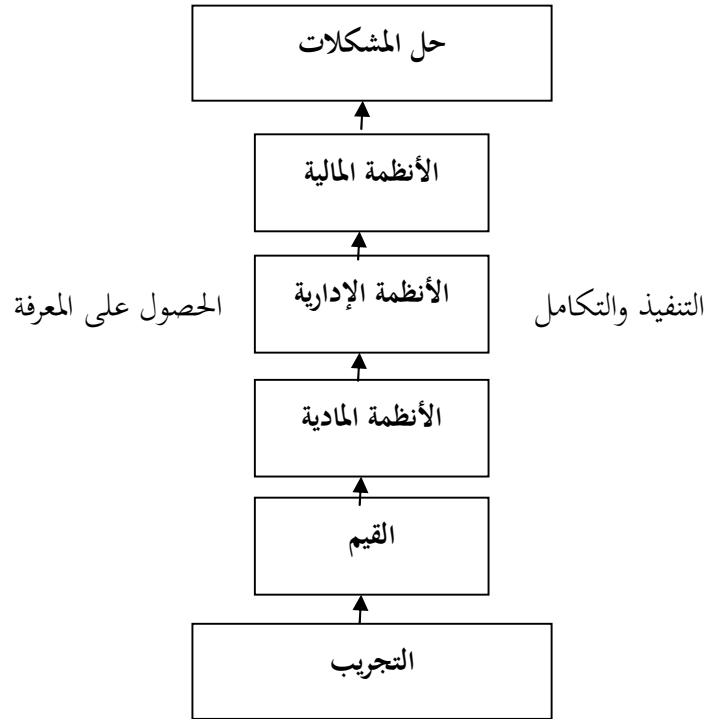 حل المشكلات
الأنظمة المالية
الأنظمة الإدارية
التنفيذ والتكامل
الحصول على المعرفة
الأنظمة المادية
القيم
التجريب